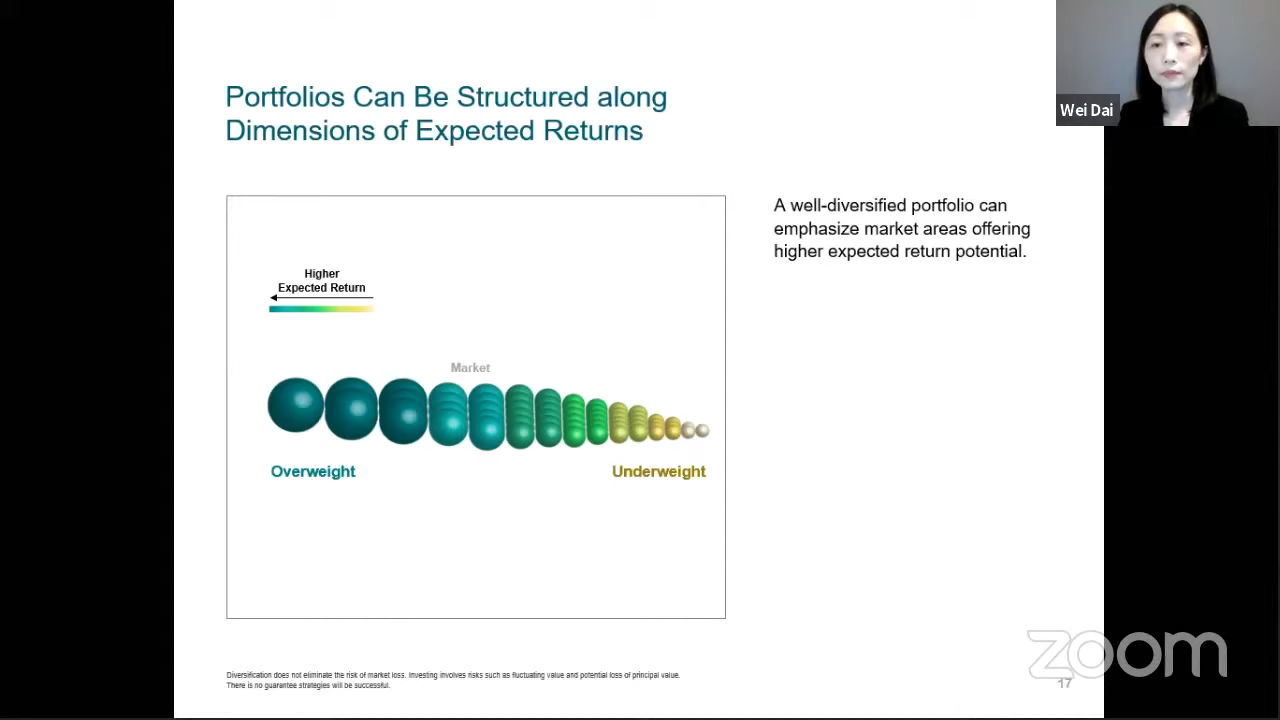 Portfolios Can Be Structured along
Dimensions of Expected Returns
Wei Dai
A well-diversified portfolio can
emphasize market areas offering
higher expected return potential.
Higher
Expected Return
Market
Overweight
Underweight
Diversification does not eliminate the risk of market loss. Investing involves risks such as fluctuating value and potential loss of principal value.
There is no guarantee strategies will be successful.
zoom
17